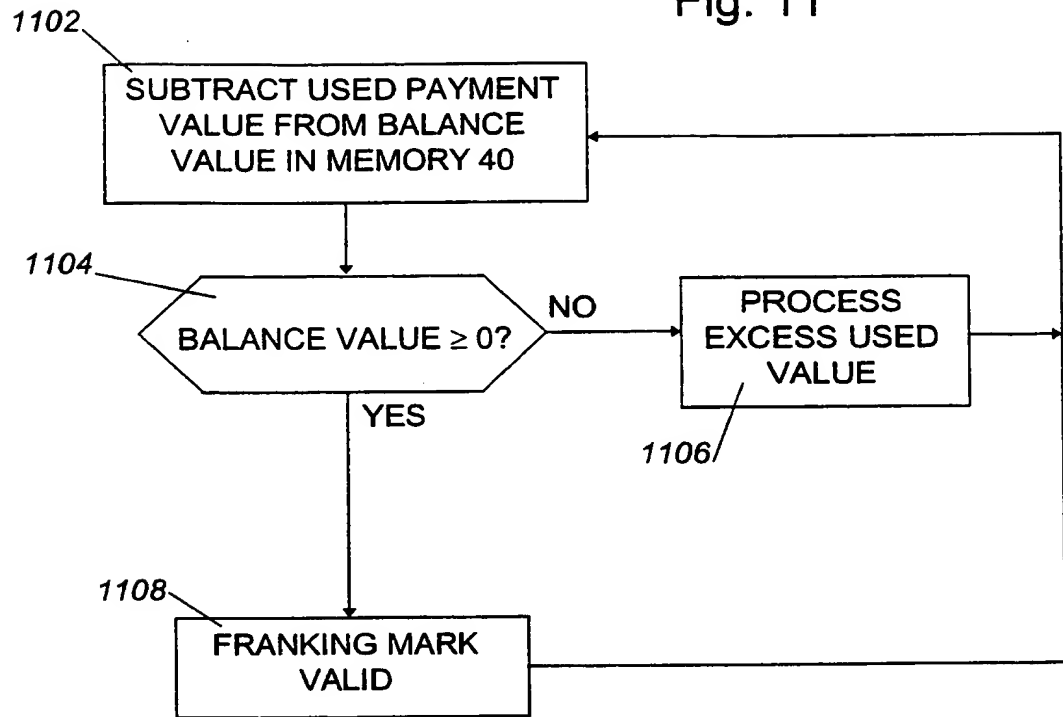 Fig. 11
1102
SUBTRACT USED PAYMENT
VALUE FROM BALANCE
VALUE IN MEMORY 40
1104
BALANCE VALUE ≥ 0?
NO
PROCESS
EXCESS USED
VALUE
YES
1106
1108
FRANKING MARK
VALID